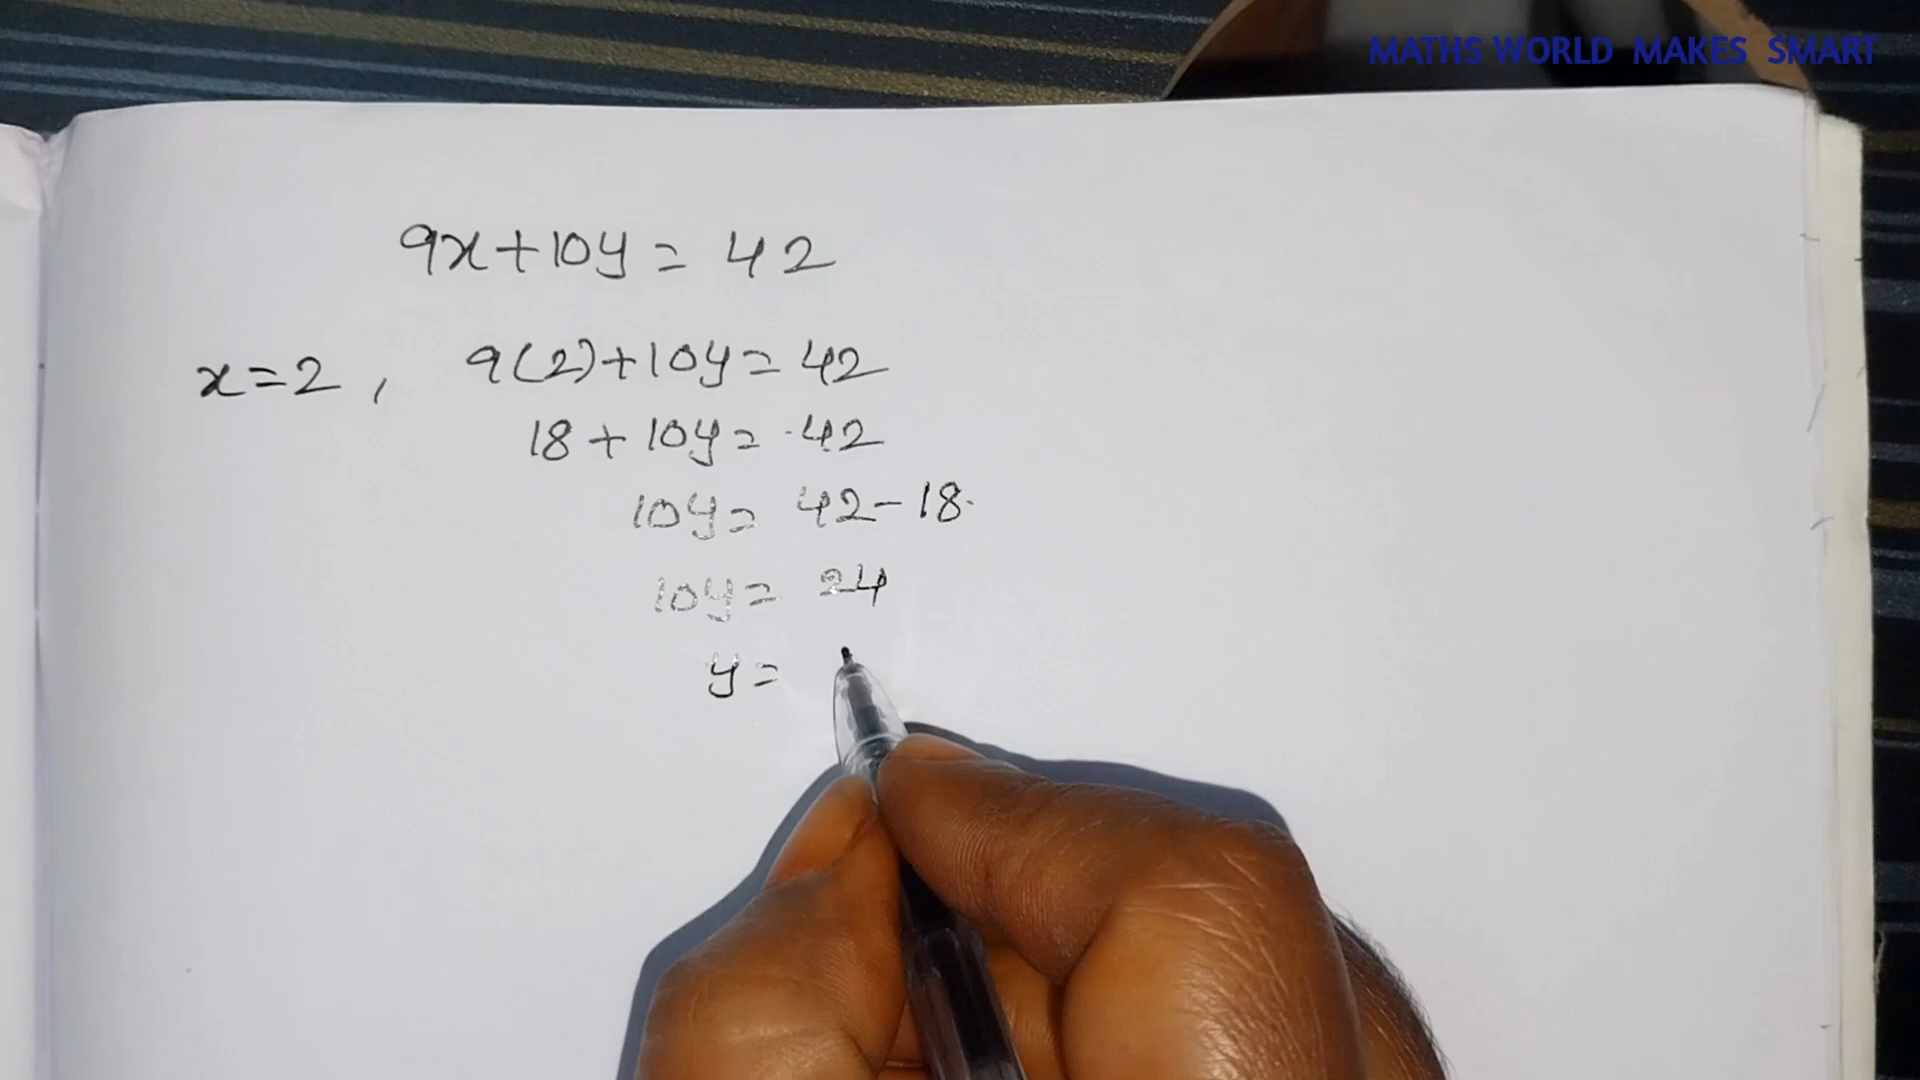 MATHS WORLD MAKES SMART
9x+10y = 42
x=2, 9(2)+10y=42
18 + 10y = 42
10y = 42-18.
10y = 24
y =